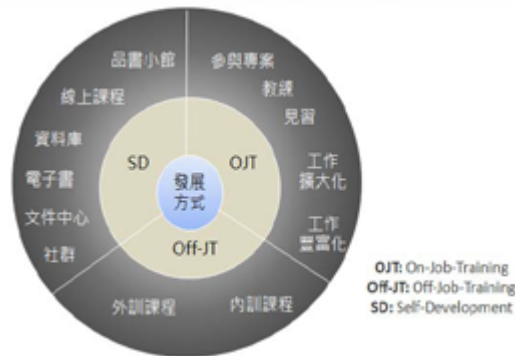 品書小館
線上課程
資料庫
電子書
文件中心
社群
SD
參與專案
教練
見習
工作
擴大化
工作
豐富化
OJT
發展
方式
Off-JT
外訓課程
內訓課程
OJT: On-Job-Training
Off-JT: Off-Job-Training
SD: Self-Development